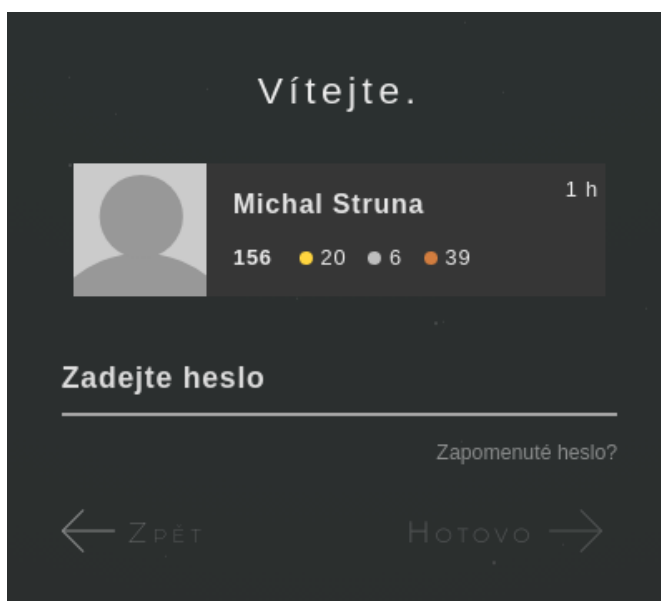 Vítejte.
Michal Struna
1 h
156 20 6 39
Zadejte heslo
Zapomenuté heslo?
Zpět Hotovo